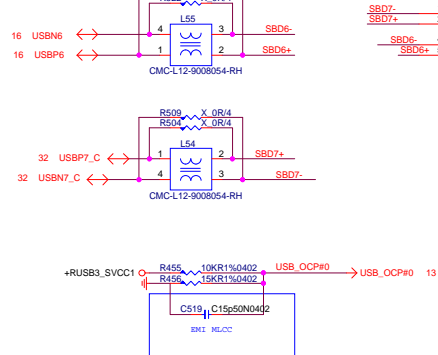 L55
16 USBN6 4 3 SBD6-
16 USBP6 1 2 SBD6+
CMC-L12-9008054-RH
SBD7-
SBD7+
SBD6-
SBD6+
R509 X_0R/4
R504 X_0R/4
L54
32 USBP7_C 1 2 SBD7+
32 USBN7_C 4 3 SBD7-
CMC-L12-9008054-RH
+RUSB3_SVCC1 R455 10KR1%0402 USB_OCP#0 USB_OCP#0 13
R456 15KR1%0402
C519 C15p50N0402
EMI MLCC